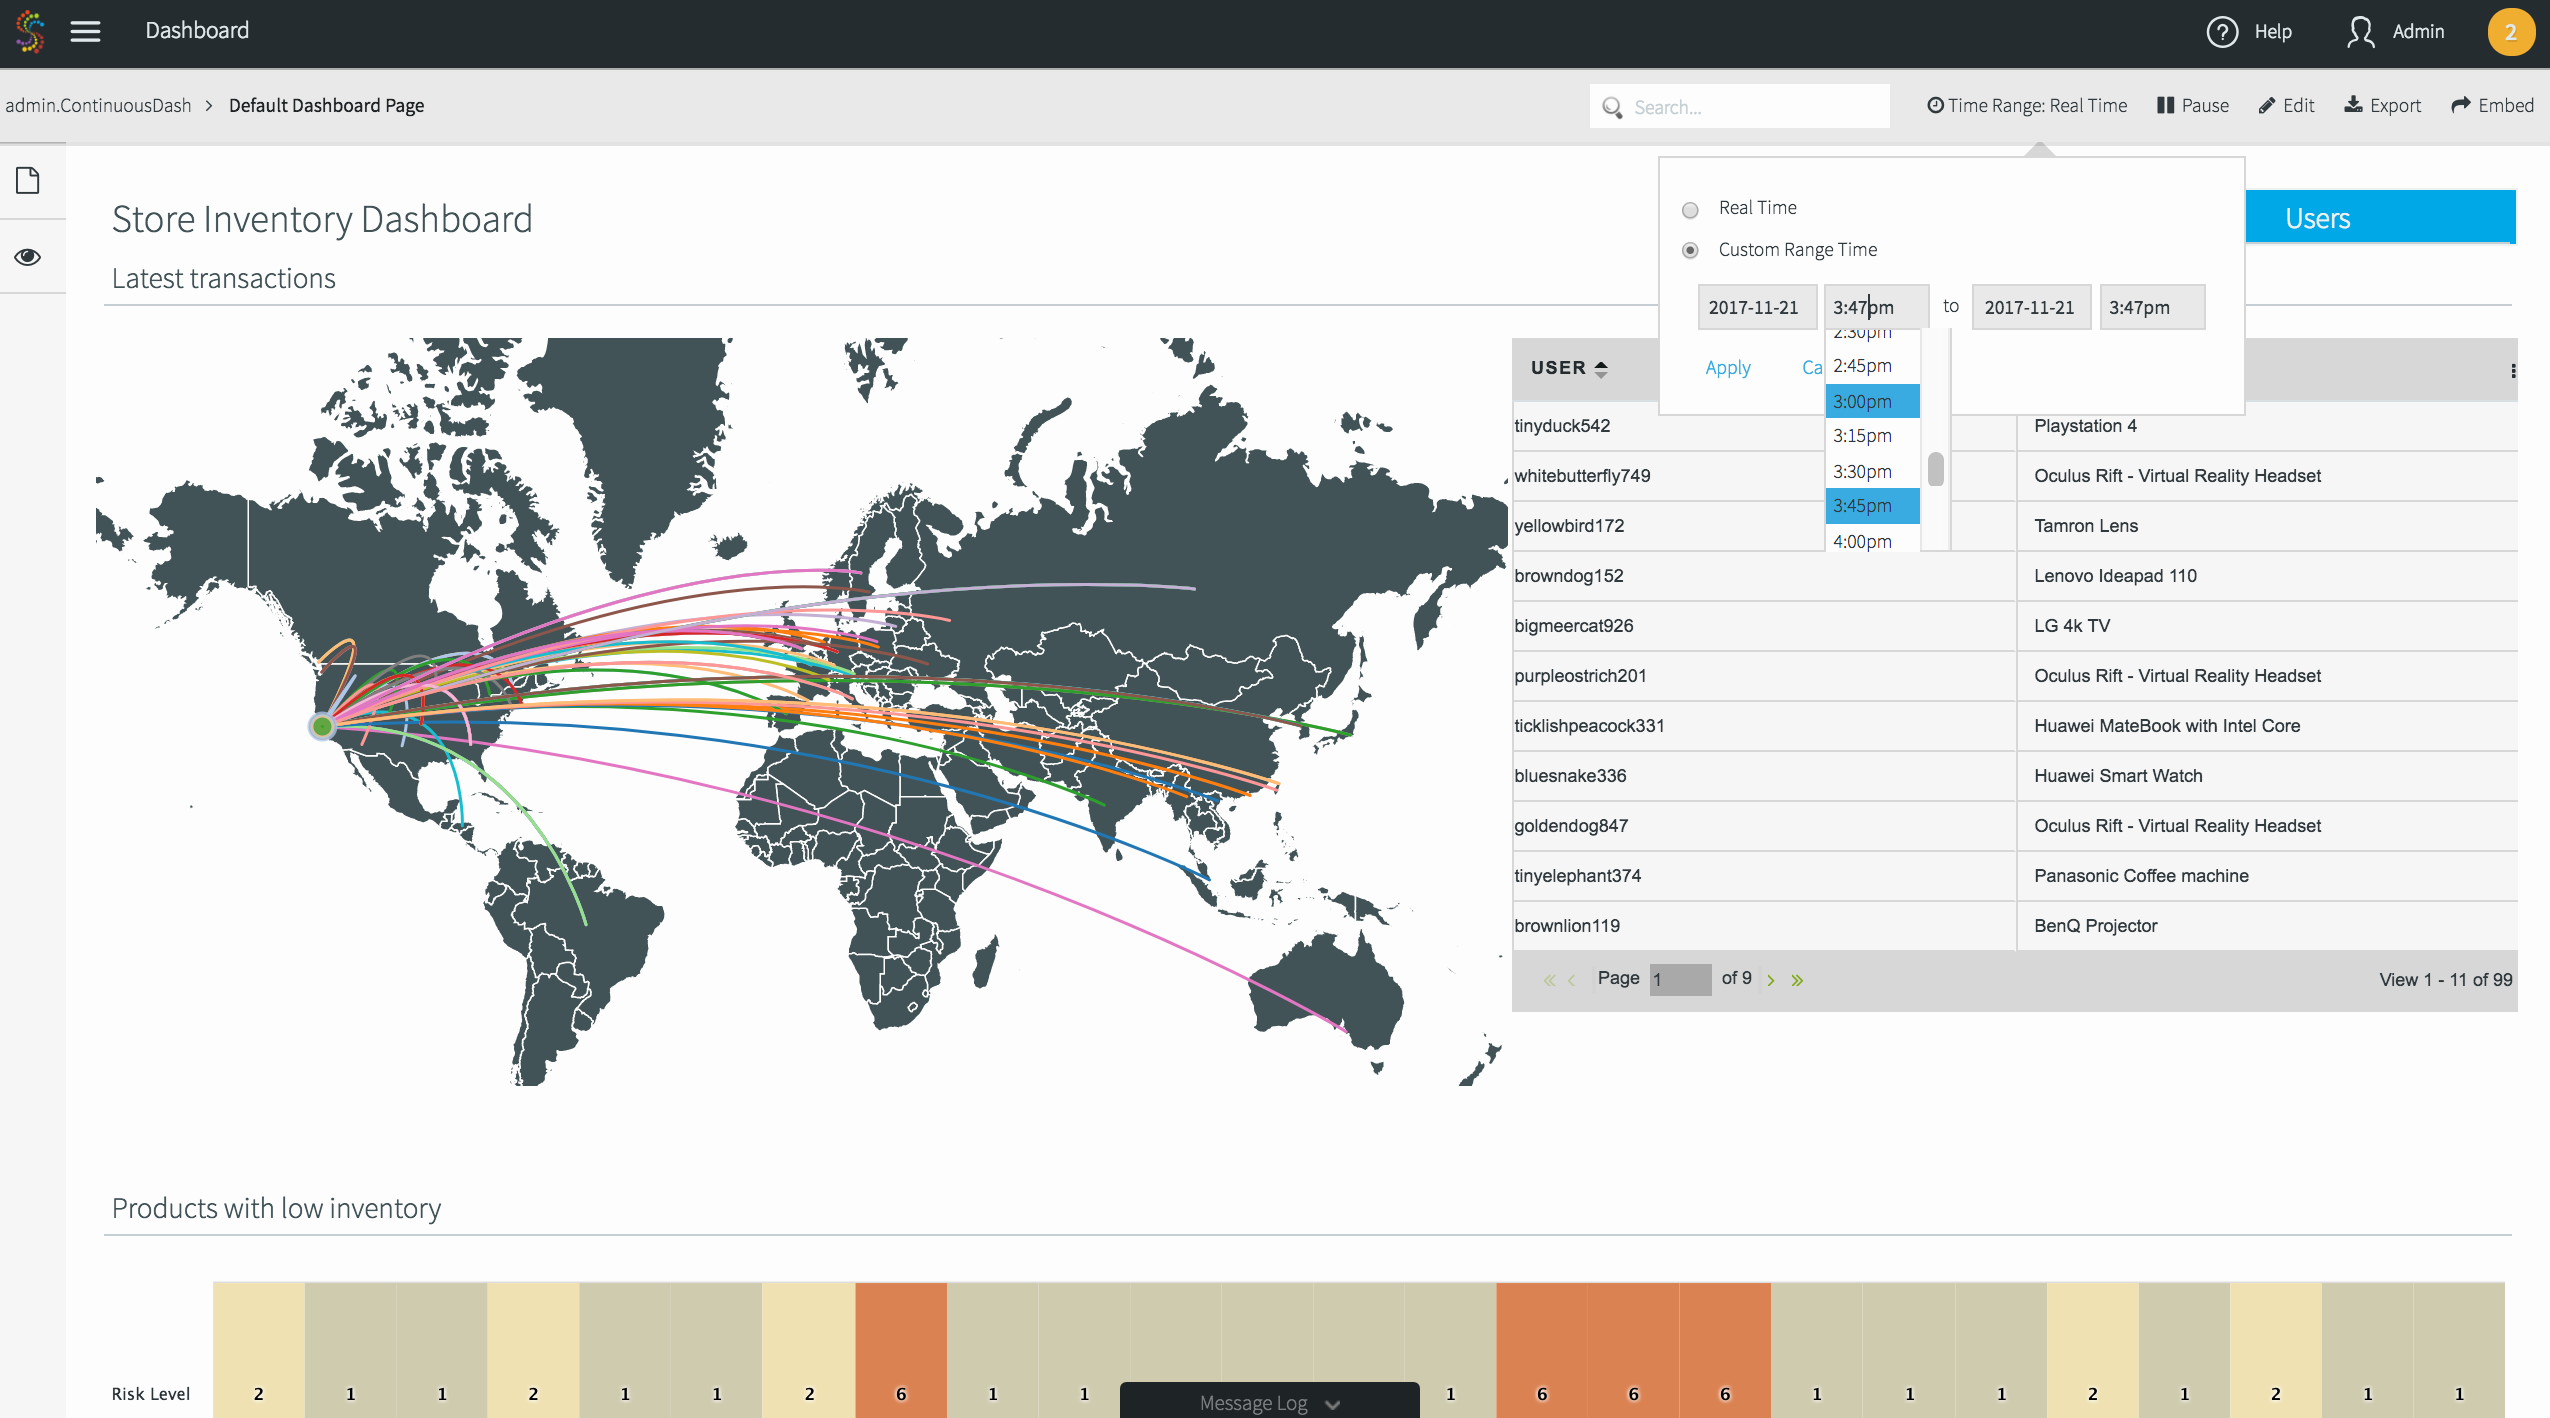 Dashboard
? Help
Admin
2
admin.ContinuousDash > Default Dashboard Page
Search...
Time Range: Real Time
Pause
Edit
Export
Embed
Store Inventory Dashboard
Users
Latest transactions
Real Time
Custom Range Time
2017-11-21 3:47pm to 2017-11-21 3:47pm
Apply
Ca
2:30pm
2:45pm
3:00pm
3:15pm
3:30pm
3:45pm
4:00pm
USER
tinyduck542 Playstation 4
whitebutterfly749 Oculus Rift - Virtual Reality Headset
yellowbird172 Tamron Lens
browndog152 Lenovo Ideapad 110
bigmeercat926 LG 4k TV
purpleostrich201 Oculus Rift - Virtual Reality Headset
ticklishpeacock331 Huawei MateBook with Intel Core
bluesnake336 Huawei Smart Watch
goldendog847 Oculus Rift - Virtual Reality Headset
tinyelephant374 Panasonic Coffee machine
brownlion119 BenQ Projector
« ‹ Page 1 of 9 › »
View 1 - 11 of 99
Products with low inventory
Risk Level 2 1 1 2 1 1 2 6 1 1 1 6 6 6 1 1 1 2 1 2 1 1
Message Log